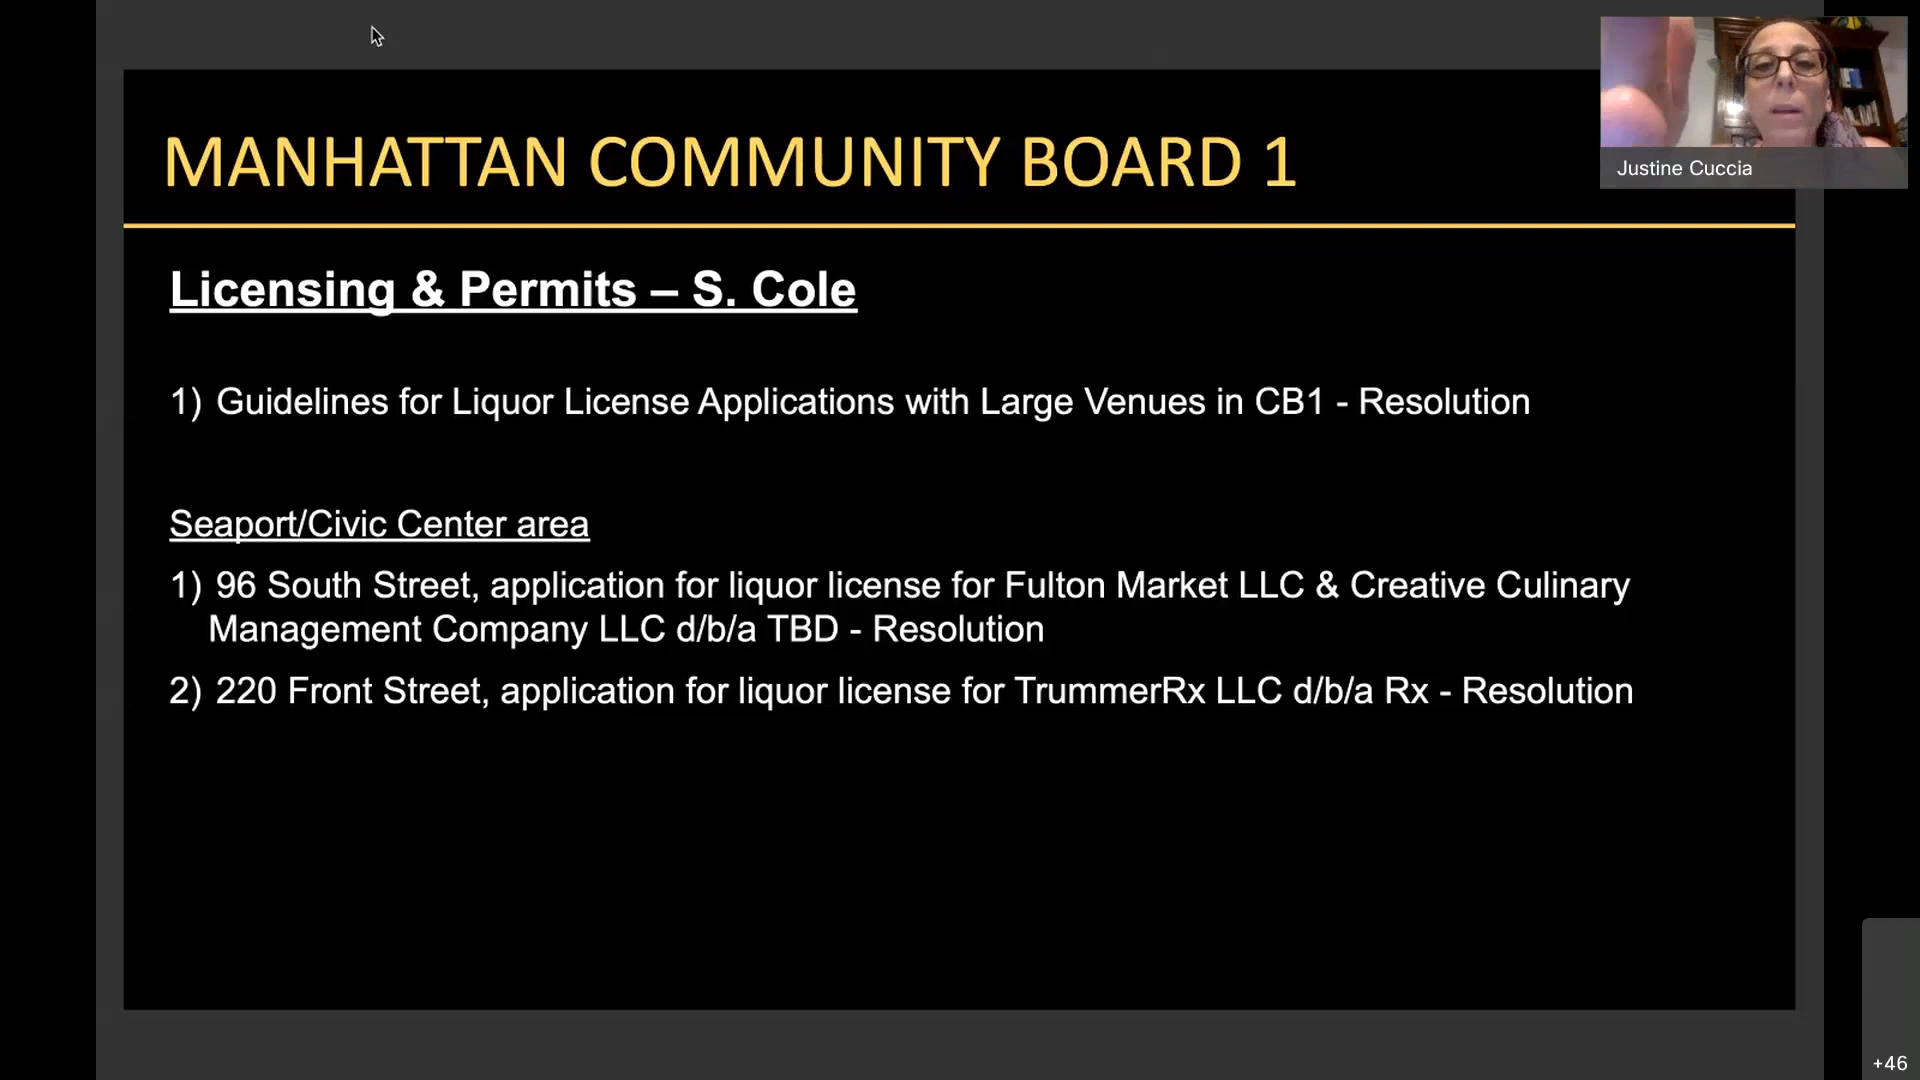 MANHATTAN COMMUNITY BOARD 1
Justine Cuccia
Licensing & Permits – S. Cole
1) Guidelines for Liquor License Applications with Large Venues in CB1 - Resolution
Seaport/Civic Center area
1) 96 South Street, application for liquor license for Fulton Market LLC & Creative Culinary
Management Company LLC d/b/a TBD - Resolution
2) 220 Front Street, application for liquor license for TrummerRx LLC d/b/a Rx - Resolution
+46